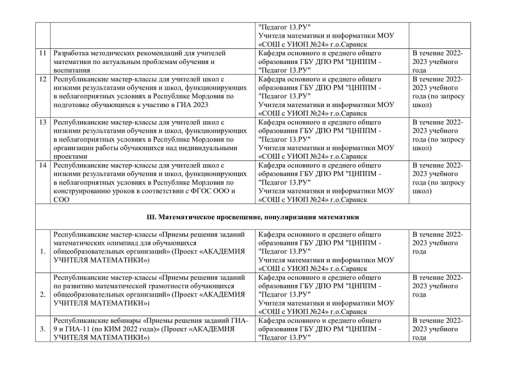 "Педагог 13.РУ"
Учителя математики и информатики МОУ
«СОШ с УНОП №24» г.о.Саранск
11 Разработка методических рекомендаций для учителей
математики по актуальным проблемам обучения и
воспитания
Кафедра основного и среднего общего
образования ГБУ ДПО РМ "ЦНППМ -
"Педагог 13.РУ"
В течение 2022-
2023 учебного
года
12 Республиканские мастер-классы для учителей школ с
низкими результатами обучения и школ, функционирующих
в неблагоприятных условиях в Республике Мордовия по
подготовке обучающихся к участию в ГИА 2023
Кафедра основного и среднего общего
образования ГБУ ДПО РМ "ЦНППМ -
"Педагог 13.РУ"
Учителя математики и информатики МОУ
«СОШ с УНОП №24» г.о.Саранск
В течение 2022-
2023 учебного
года (по запросу
школ)
13 Республиканские мастер-классы для учителей школ с
низкими результатами обучения и школ, функционирующих
в неблагоприятных условиях в Республике Мордовия по
организации работы обучающихся над индивидуальными
проектами
Кафедра основного и среднего общего
образования ГБУ ДПО РМ "ЦНППМ -
"Педагог 13.РУ"
Учителя математики и информатики МОУ
«СОШ с УНОП №24» г.о.Саранск
В течение 2022-
2023 учебного
года (по запросу
школ)
14 Республиканские мастер-классы для учителей школ с
низкими результатами обучения и школ, функционирующих
в неблагоприятных условиях в Республике Мордовия по
конструированию уроков в соответствии с ФГОС ООО и
СОО
Кафедра основного и среднего общего
образования ГБУ ДПО РМ "ЦНППМ -
"Педагог 13.РУ"
Учителя математики и информатики МОУ
«СОШ с УНОП №24» г.о.Саранск
В течение 2022-
2023 учебного
года (по запросу
школ)
III. Математическое просвещение, популяризация математики
1. Республиканские мастер-классы «Приемы решения заданий
математических олимпиад для обучающихся
общеобразовательных организаций» (Проект «АКАДЕМИЯ
УЧИТЕЛЯ МАТЕМАТИКИ»)
Кафедра основного и среднего общего
образования ГБУ ДПО РМ "ЦНППМ -
"Педагог 13.РУ"
Учителя математики и информатики МОУ
«СОШ с УНОП №24» г.о.Саранск
В течение 2022-
2023 учебного
года
2. Республиканские мастер-классы «Приемы решения заданий
по развитию математической грамотности обучающихся
общеобразовательных организаций» (Проект «АКАДЕМИЯ
УЧИТЕЛЯ МАТЕМАТИКИ»)
Кафедра основного и среднего общего
образования ГБУ ДПО РМ "ЦНППМ -
"Педагог 13.РУ"
Учителя математики и информатики МОУ
«СОШ с УНОП №24» г.о.Саранск
В течение 2022-
2023 учебного
года
3. Республиканские вебинары «Приемы решения заданий ГИА-
9 и ГИА-11 (по КИМ 2022 года)» (Проект «АКАДЕМИЯ
УЧИТЕЛЯ МАТЕМАТИКИ»)
Кафедра основного и среднего общего
образования ГБУ ДПО РМ "ЦНППМ -
"Педагог 13.РУ"
В течение 2022-
2023 учебного
года